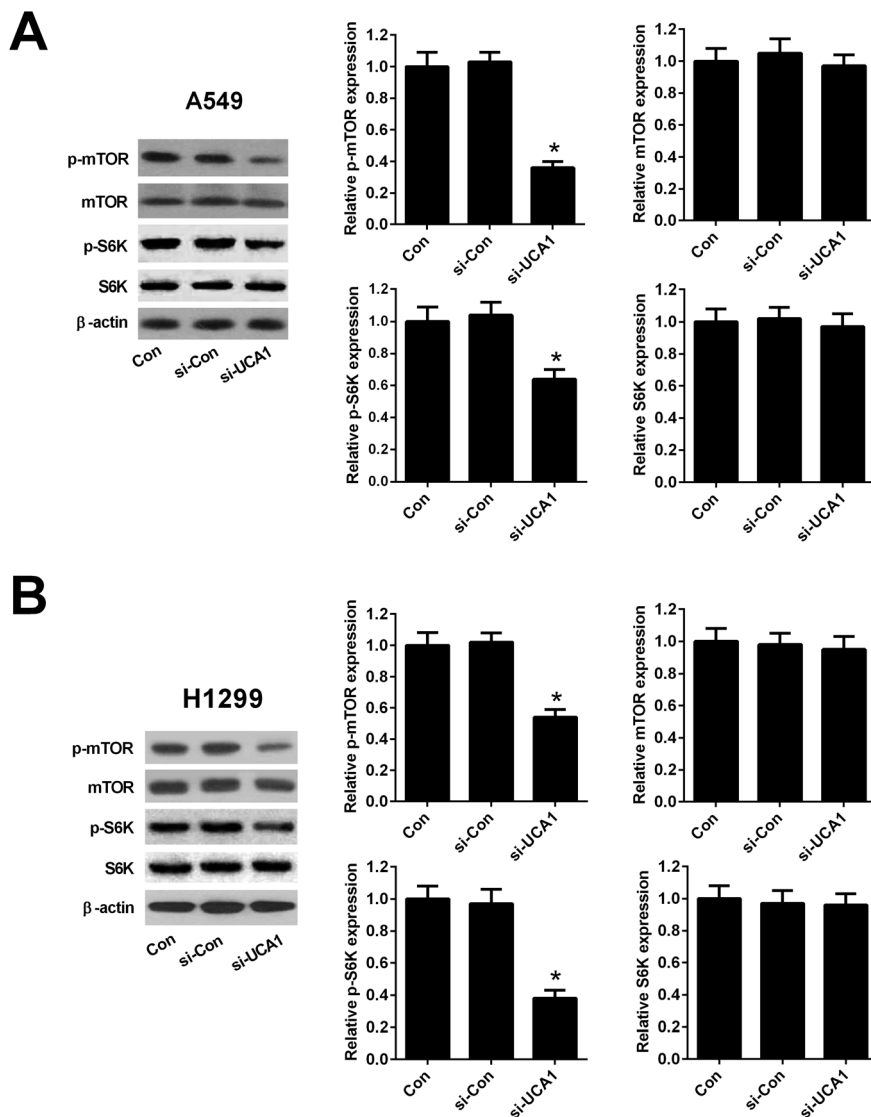 A
A549
p-mTOR
mTOR
p-S6K
S6K
β-actin
Con
si-Con
si-UCA1
Relative p-mTOR expression
1.2
1.0
0.8
0.6
0.4
0.2
0.0
*
Con
si-Con
si-UCA1
Relative mTOR expression
1.2
1.0
0.8
0.6
0.4
0.2
0.0
Con
si-Con
si-UCA1
Relative p-S6K expression
1.2
1.0
0.8
0.6
0.4
0.2
0.0
*
Con
si-Con
si-UCA1
Relative S6K expression
1.2
1.0
0.8
0.6
0.4
0.2
0.0
Con
si-Con
si-UCA1
B
H1299
p-mTOR
mTOR
p-S6K
S6K
β-actin
Con
si-Con
si-UCA1
Relative p-mTOR expression
1.2
1.0
0.8
0.6
0.4
0.2
0.0
*
Con
si-Con
si-UCA1
Relative mTOR expression
1.2
1.0
0.8
0.6
0.4
0.2
0.0
Con
si-Con
si-UCA1
Relative p-S6K expression
1.2
1.0
0.8
0.6
0.4
0.2
0.0
*
Con
si-Con
si-UCA1
Relative S6K expression
1.2
1.0
0.8
0.6
0.4
0.2
0.0
Con
si-Con
si-UCA1